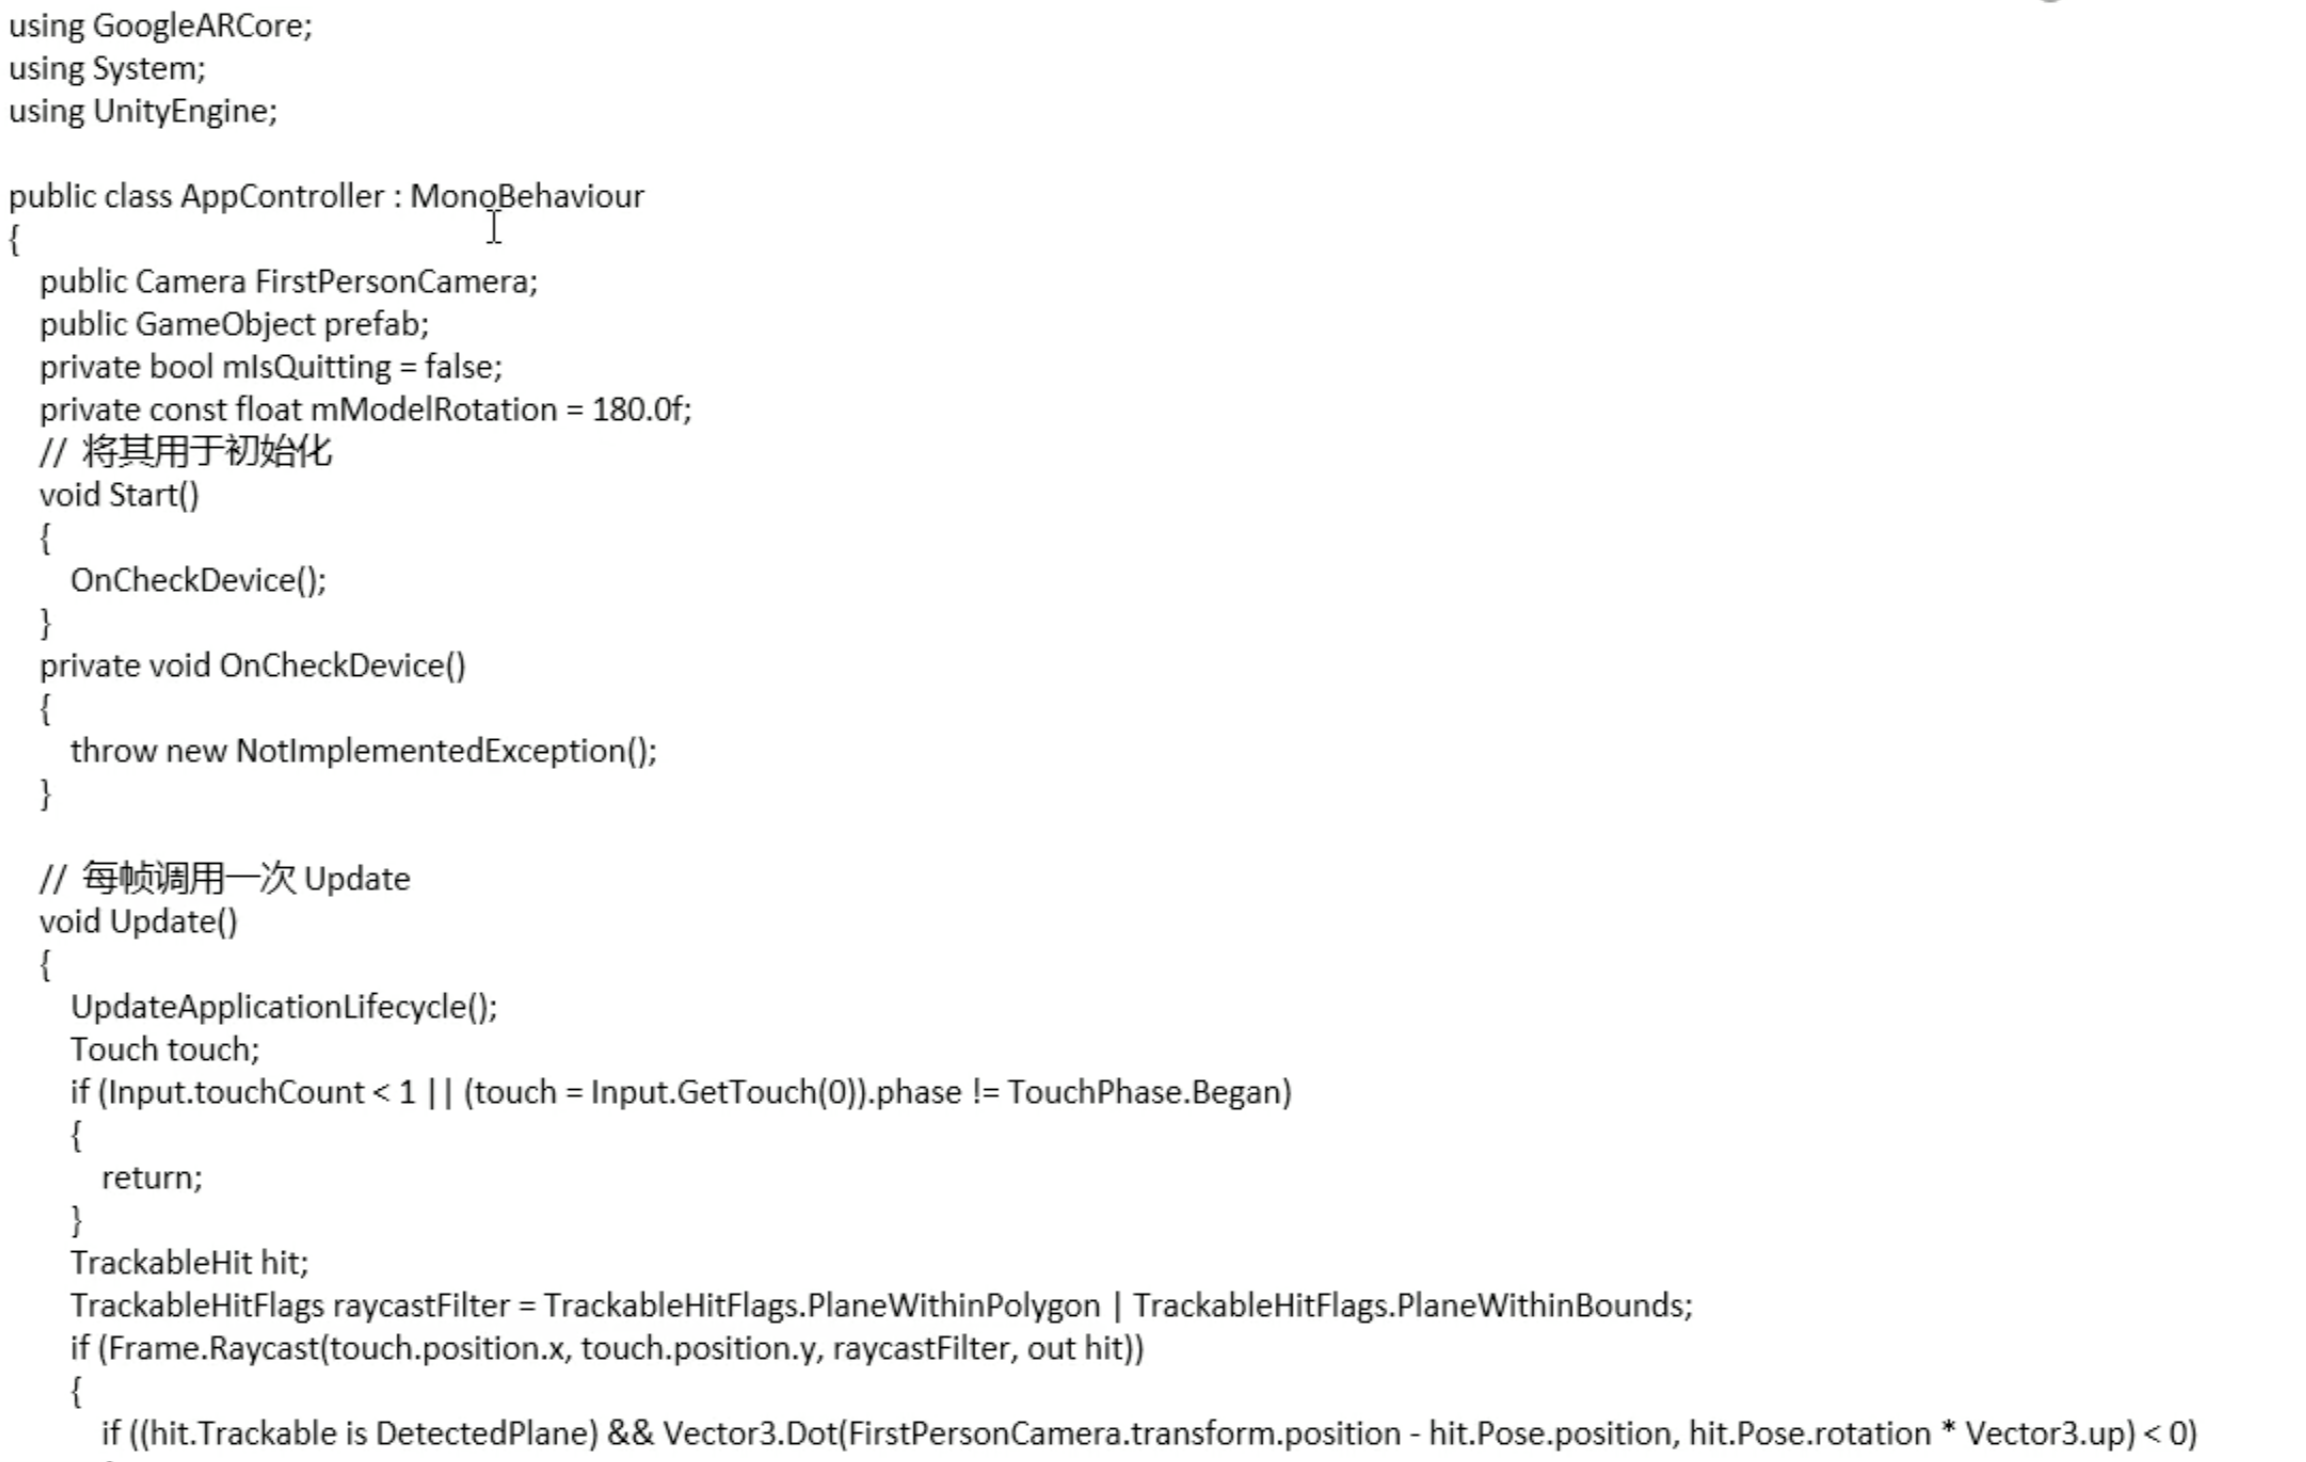 using GoogleARCore;
using System;
using UnityEngine;

public class AppController : MonoBehaviour
{
    public Camera FirstPersonCamera;
    public GameObject prefab;
    private bool mIsQuitting = false;
    private const float mModelRotation = 180.0f;
    // 将其用于初始化
    void Start()
    {
        OnCheckDevice();
    }
    private void OnCheckDevice()
    {
        throw new NotImplementedException();
    }

    // 每帧调用一次 Update
    void Update()
    {
        UpdateApplicationLifecycle();
        Touch touch;
        if (Input.touchCount < 1 || (touch = Input.GetTouch(0)).phase != TouchPhase.Began)
        {
            return;
        }
        TrackableHit hit;
        TrackableHitFlags raycastFilter = TrackableHitFlags.PlaneWithinPolygon | TrackableHitFlags.PlaneWithinBounds;
        if (Frame.Raycast(touch.position.x, touch.position.y, raycastFilter, out hit))
        {
            if ((hit.Trackable is DetectedPlane) && Vector3.Dot(FirstPersonCamera.transform.position - hit.Pose.position, hit.Pose.rotation * Vector3.up) < 0)